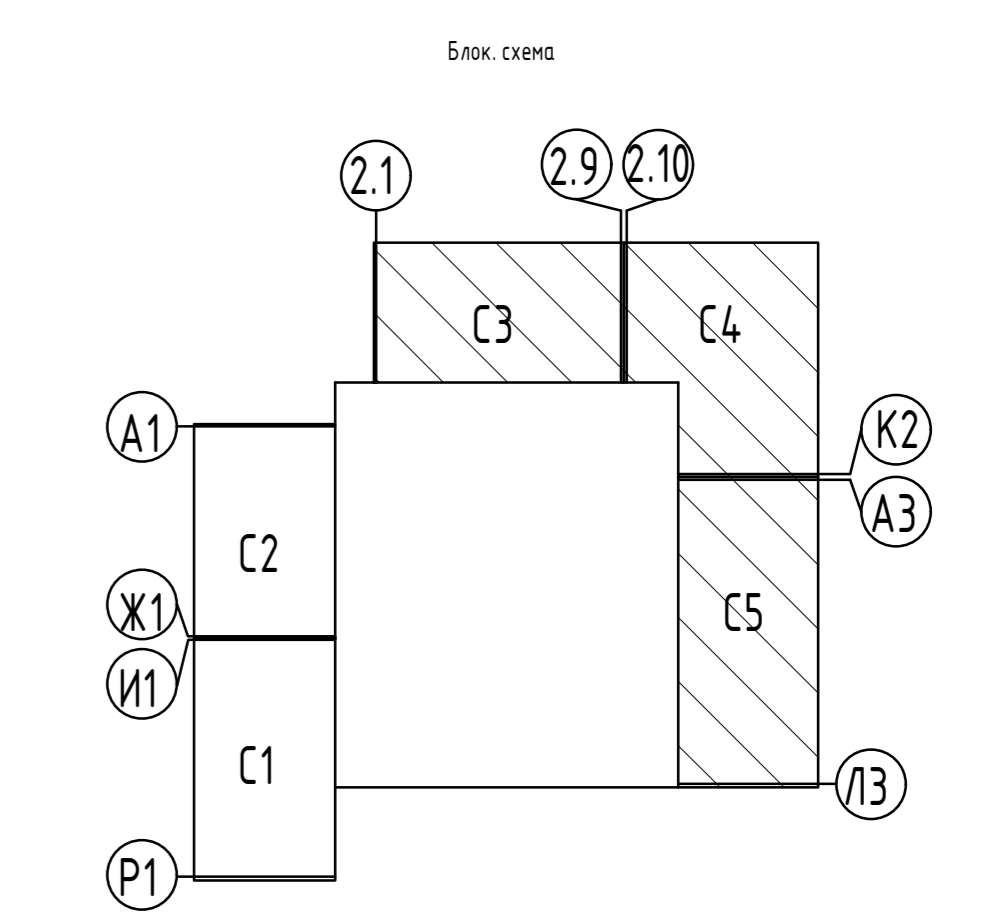 Блок. схема
2.1
2.9
2.10
С3
С4
А1
К2
А3
С2
Ж1
С5
И1
С1
Л3
Р1